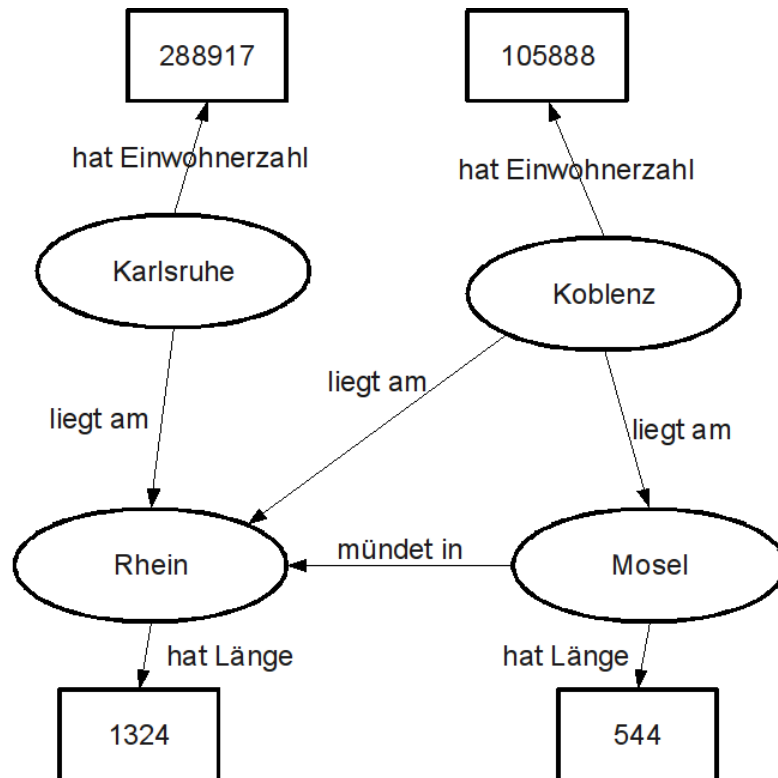 288917
105888
hat Einwohnerzahl
hat Einwohnerzahl
Karlsruhe
Koblenz
liegt am
liegt am
liegt am
Rhein
mündet in
Mosel
hat Länge
hat Länge
1324
544